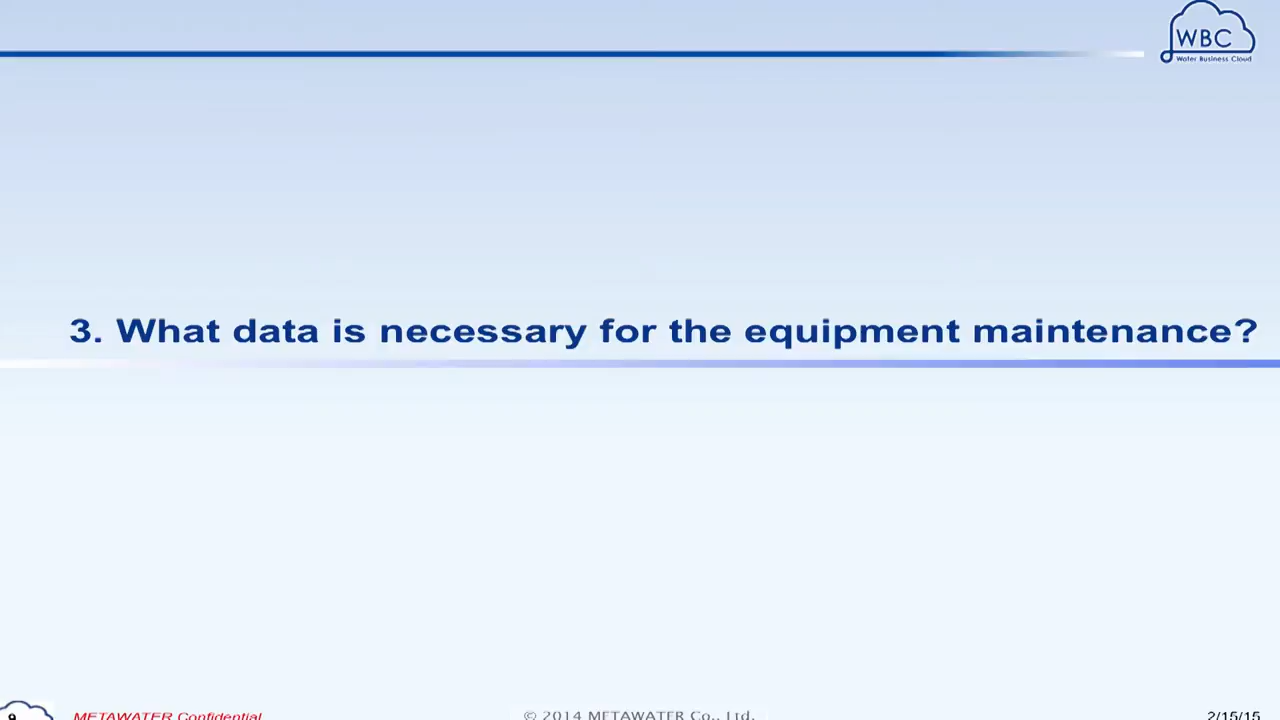 WBC
Water Business Cloud
3. What data is necessary for the equipment maintenance?
9
METAWATER Confidential
© 2014 METAWATER Co., Ltd.
2/15/15